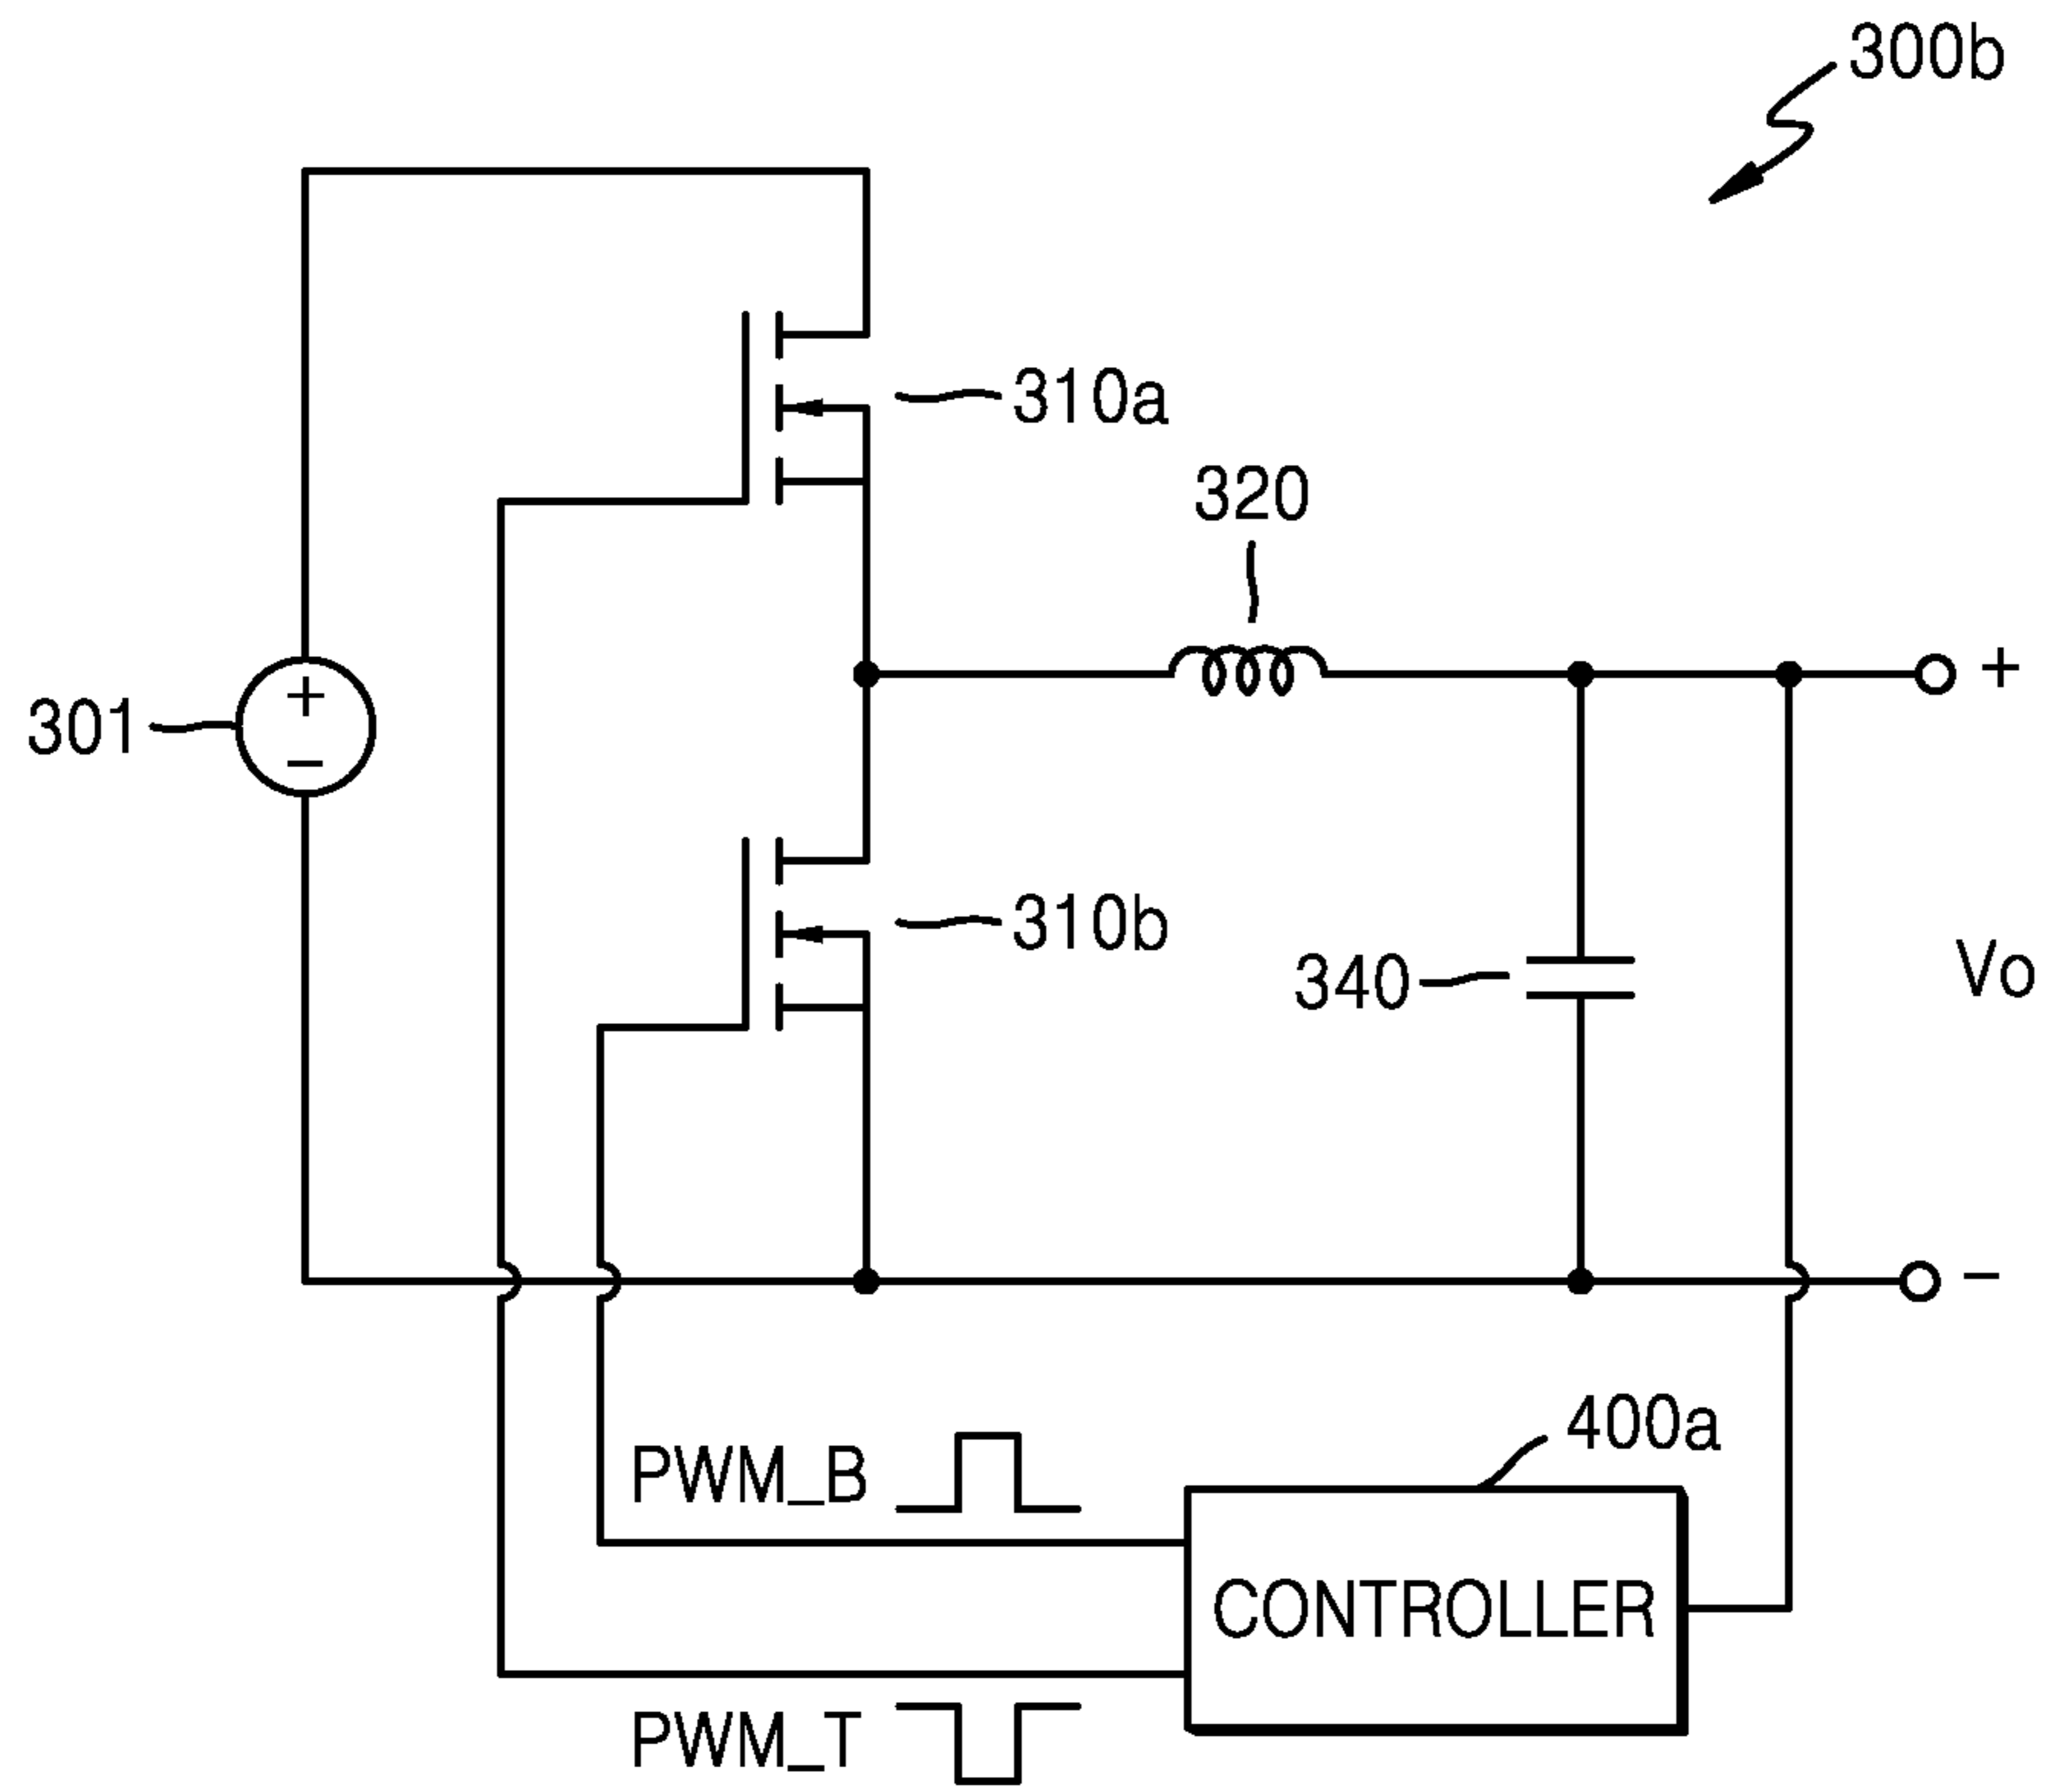 300b
310a
320
+
301
+
−
310b
340
Vo
−
400a
PWM_B
CONTROLLER
PWM_T